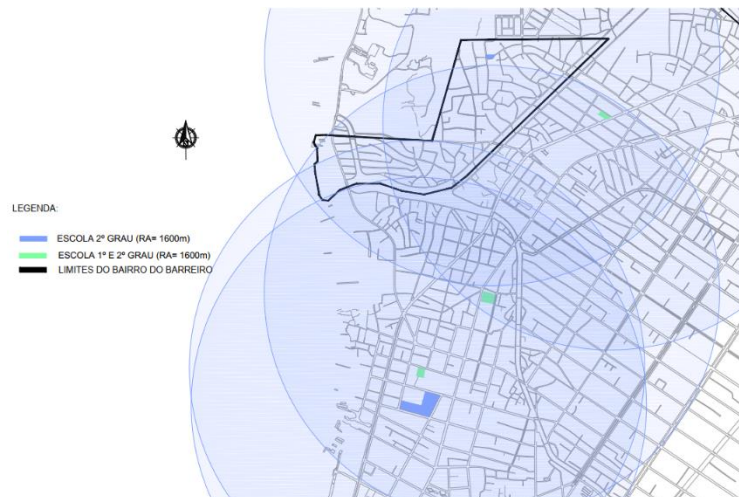 LEGENDA:
ESCOLA 2º GRAU (RA= 1600m)
ESCOLA 1º E 2º GRAU (RA= 1600m)
LIMITES DO BAIRRO DO BARREIRO